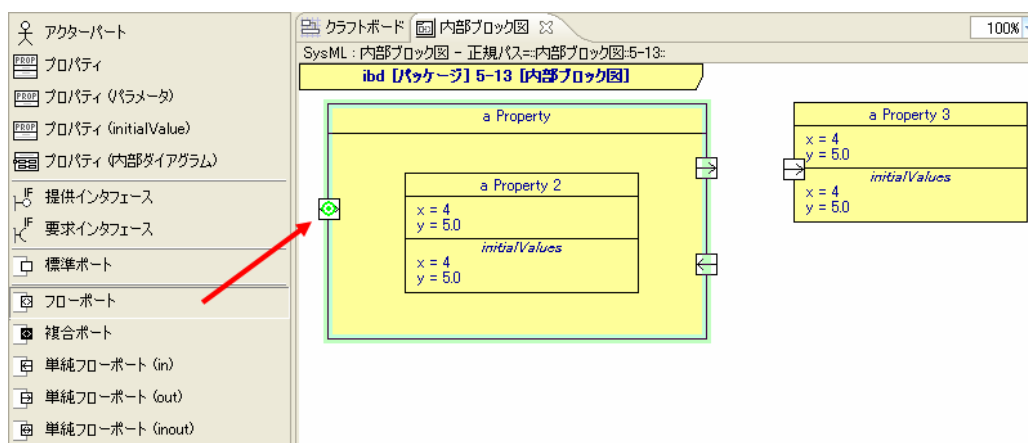 アクターパート
PROP プロパティ
PROP プロパティ (パラメータ)
PROP プロパティ (initialValue)
プロパティ (内部ダイアグラム)
IF 提供インタフェース
IF 要求インタフェース
標準ポート
フローポート
複合ポート
単純フローポート (in)
単純フローポート (out)
単純フローポート (inout)
クラフトボード 内部ブロック図 100%
SysML : 内部ブロック図 - 正規パス=::内部ブロック図::5-13::
ibd [パッケージ] 5-13 [内部ブロック図]
a Property
a Property 2
x = 4
y = 5.0
initialValues
x = 4
y = 5.0
a Property 3
x = 4
y = 5.0
initialValues
x = 4
y = 5.0